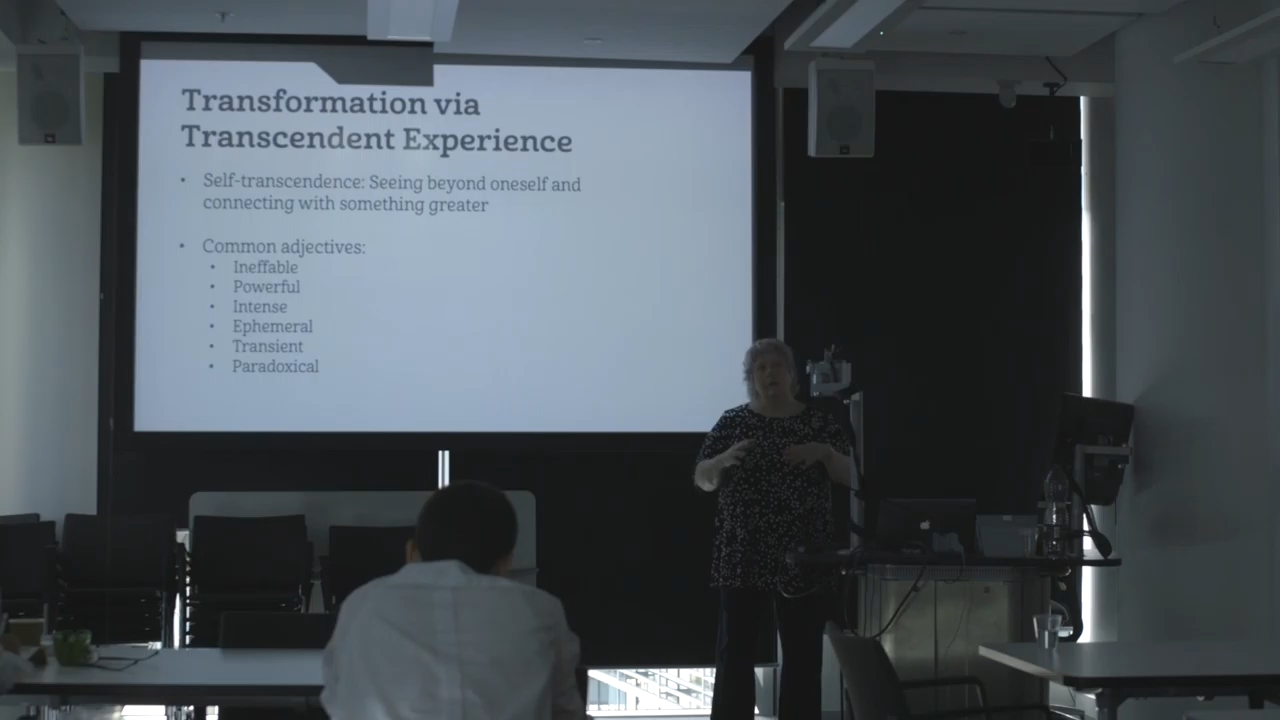 Transformation via
Transcendent Experience
• Self-transcendence: Seeing beyond oneself and
connecting with something greater
• Common adjectives:
• Ineffable
• Powerful
• Intense
• Ephemeral
• Transient
• Paradoxical